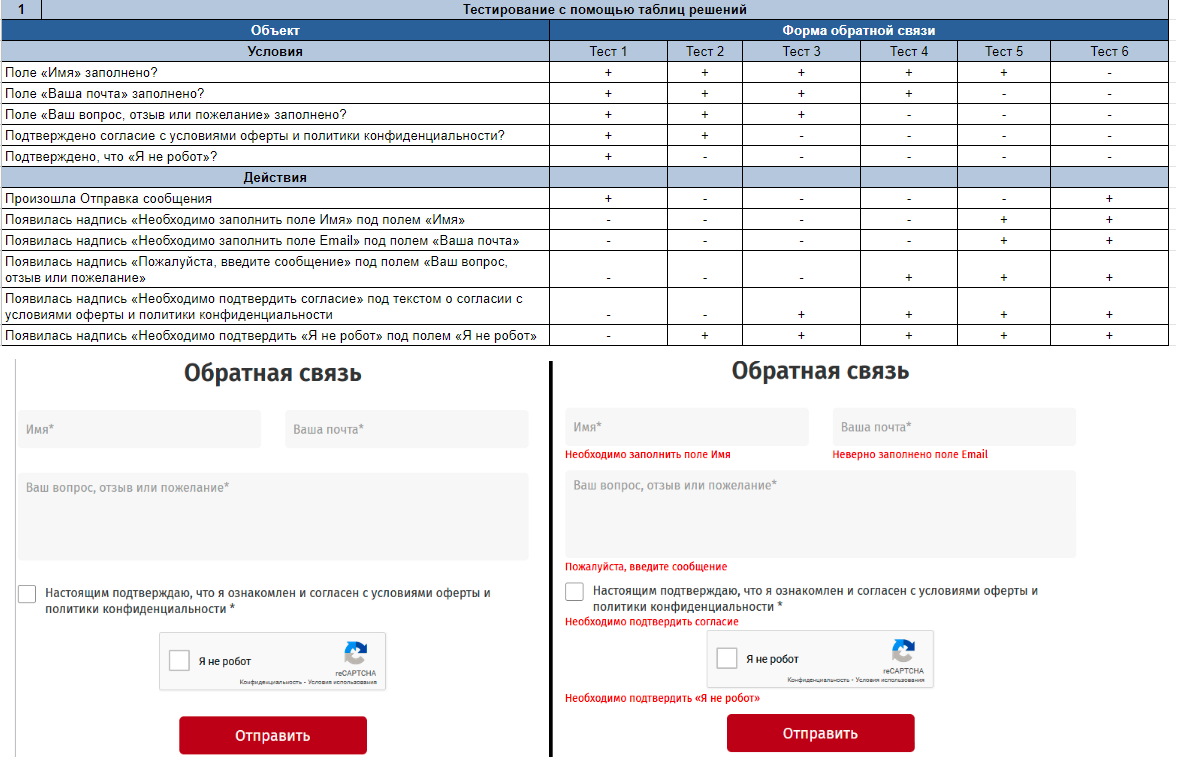 1 Тестирование с помощью таблиц решений
Объект Форма обратной связи
Условия Тест 1 Тест 2 Тест 3 Тест 4 Тест 5 Тест 6
Поле «Имя» заполнено? + + + + + -
Поле «Ваша почта» заполнено? + + + + - -
Поле «Ваш вопрос, отзыв или пожелание» заполнено? + + + - - -
Подтверждено согласие с условиями оферты и политики конфиденциальности? + + - - - -
Подтверждено, что «Я не робот»? + - - - - -
Действия
Произошла Отправка сообщения + - - - - +
Появилась надпись «Необходимо заполнить поле Имя» под полем «Имя» - - - - + +
Появилась надпись «Необходимо заполнить поле Email» под полем «Ваша почта» - - - - + +
Появилась надпись «Пожалуйста, введите сообщение» под полем «Ваш вопрос,
отзыв или пожелание» - - - + + +
Появилась надпись «Необходимо подтвердить согласие» под текстом о согласии с
условиями оферты и политики конфиденциальности - - + + + +
Появилась надпись «Необходимо подтвердить «Я не робот» под полем «Я не робот» - + + + + +
Обратная связь
Имя*
Ваша почта*
Ваш вопрос, отзыв или пожелание*
Настоящим подтверждаю, что я ознакомлен и согласен с условиями оферты и
политики конфиденциальности *
Я не робот
reCAPTCHA
Конфиденциальность - Условия использования
Отправить
Обратная связь
Имя*
Ваша почта*
Необходимо заполнить поле Имя
Неверно заполнено поле Email
Ваш вопрос, отзыв или пожелание*
Пожалуйста, введите сообщение
Настоящим подтверждаю, что я ознакомлен и согласен с условиями оферты и
политики конфиденциальности *
Необходимо подтвердить согласие
Я не робот
reCAPTCHA
Конфиденциальность - Условия использования
Необходимо подтвердить «Я не робот»
Отправить